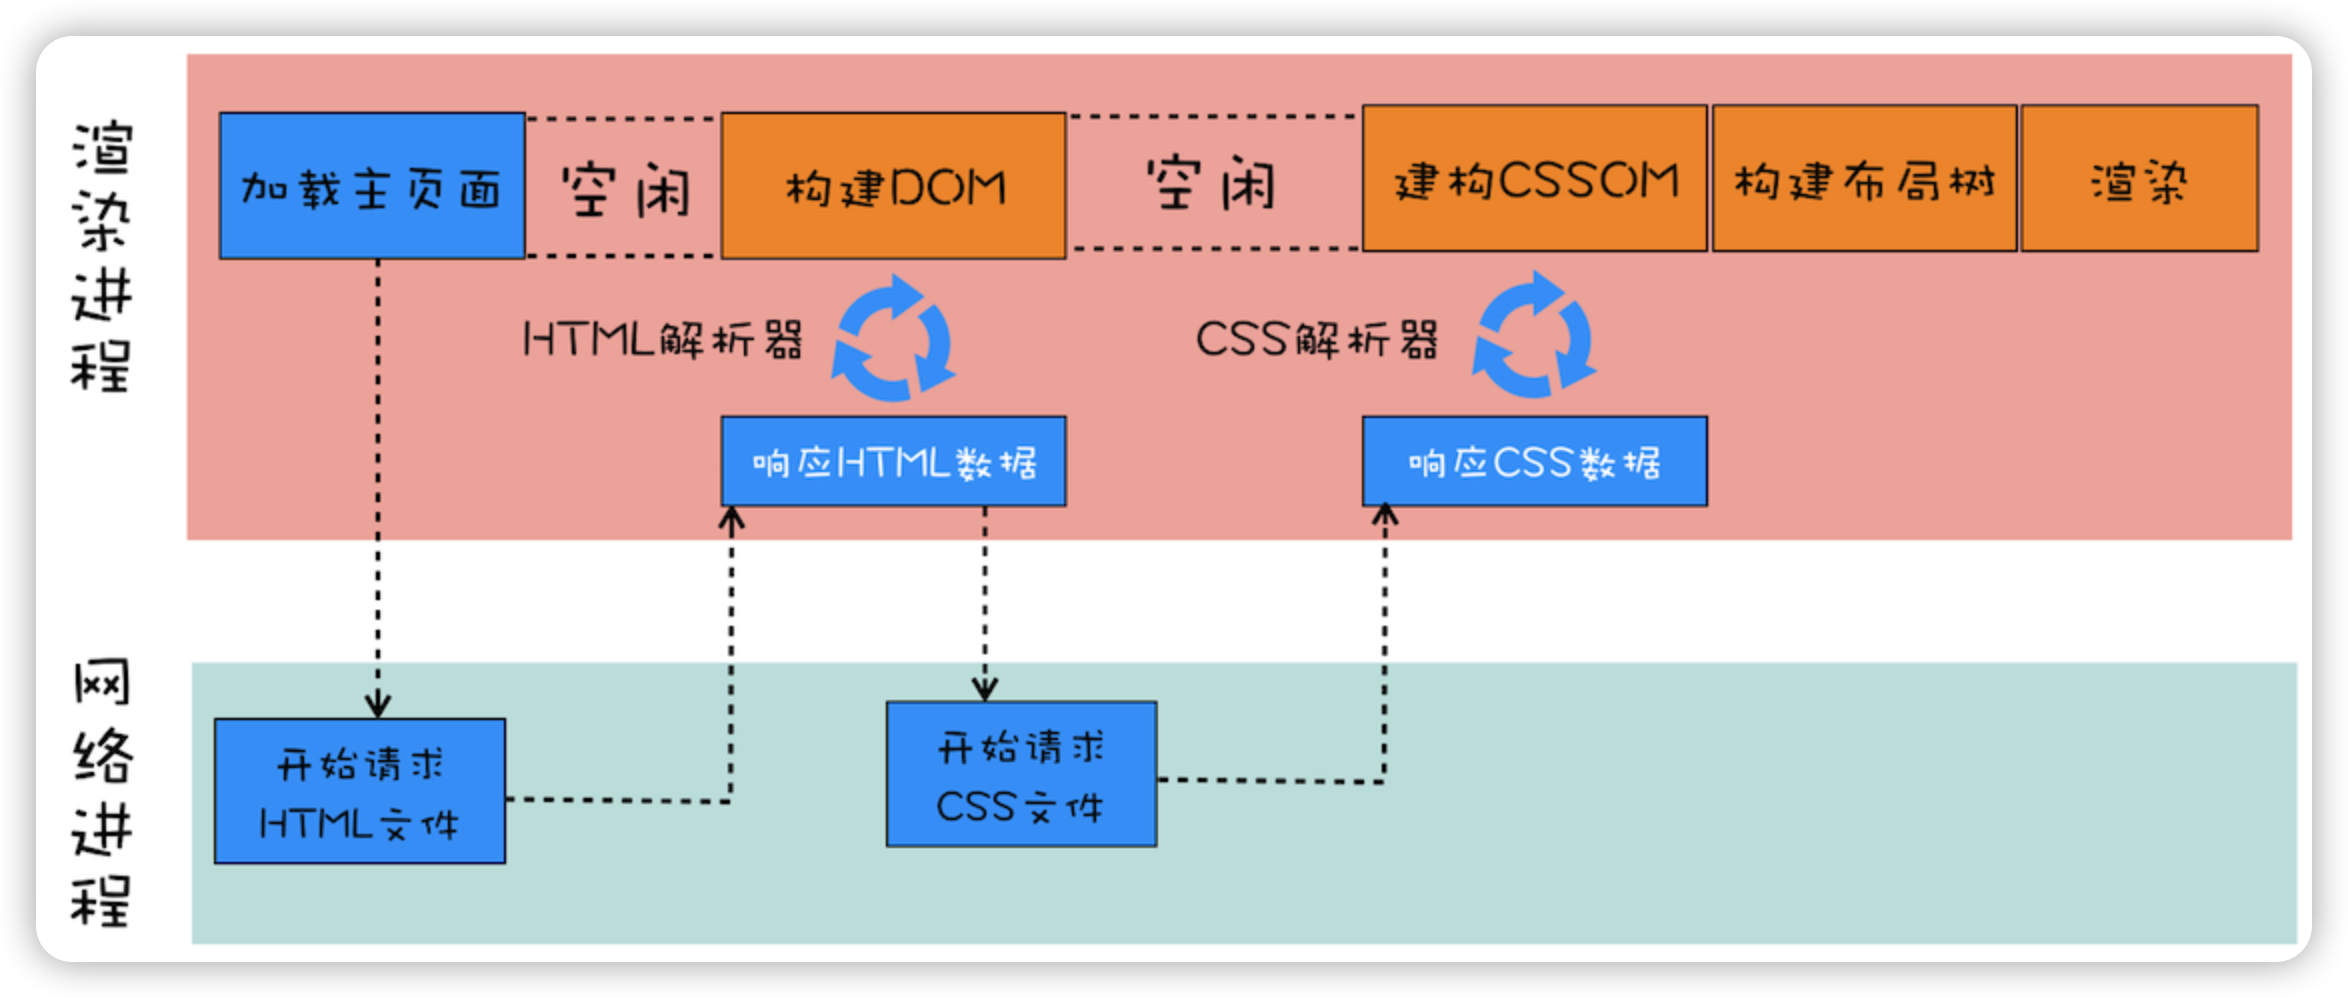 渲染进程
加载主页面
空闲
构建DOM
空闲
建构CSSOM
构建布局树
渲染
HTML解析器
CSS解析器
响应HTML数据
响应CSS数据
网络进程
开始请求
HTML文件
开始请求
CSS文件